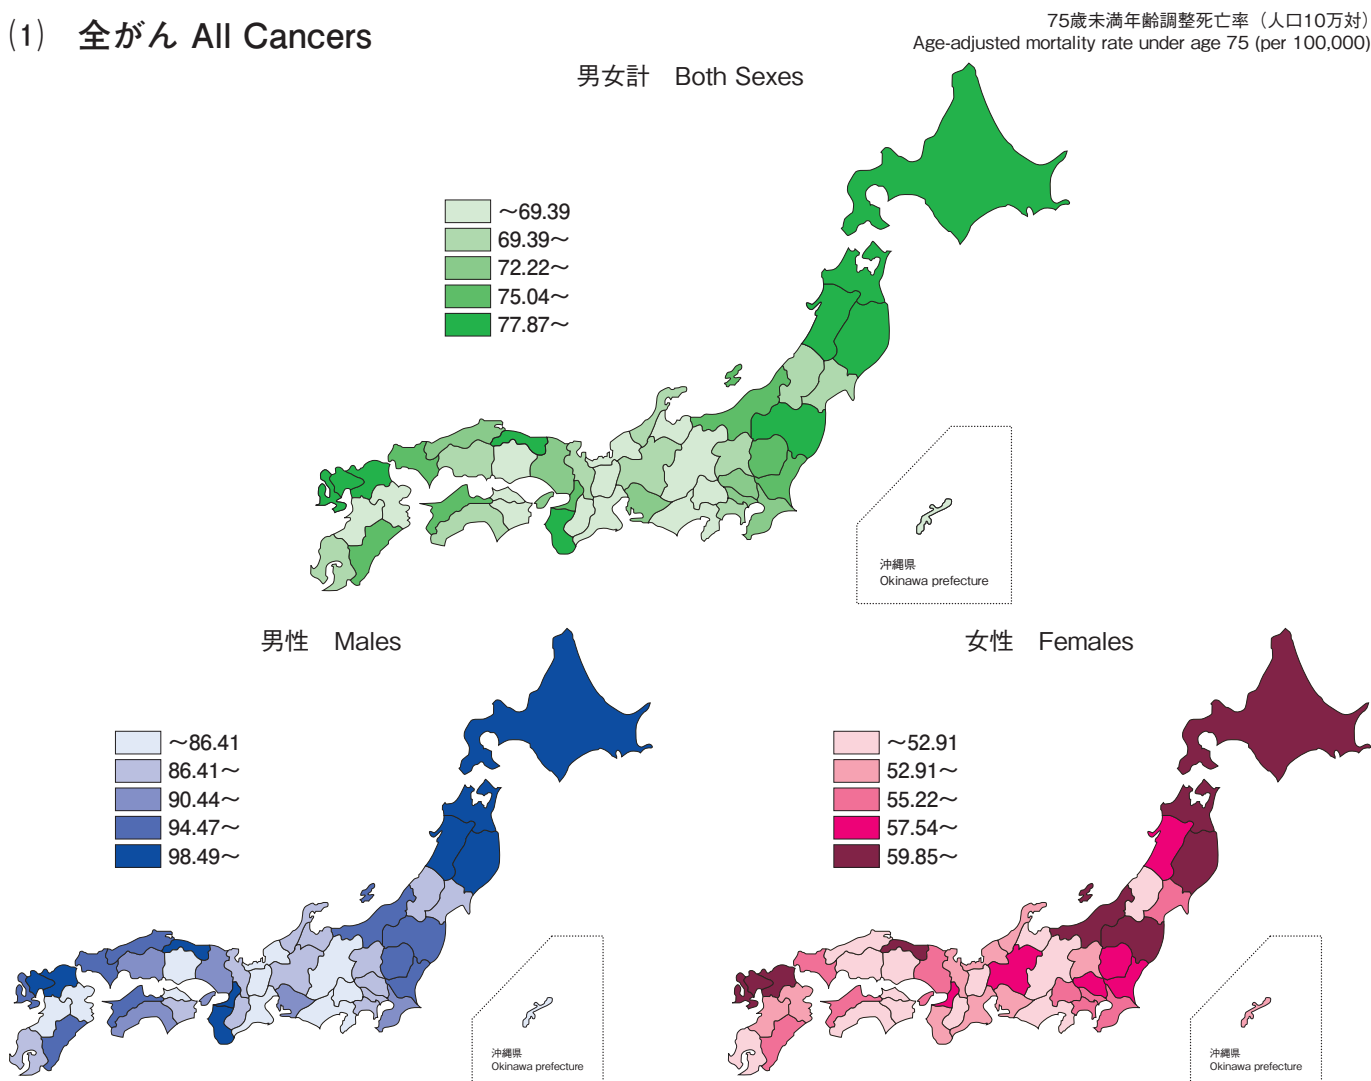 (1) 全がん All Cancers
75歳未満年齢調整死亡率（人口10万対）
Age-adjusted mortality rate under age 75 (per 100,000)
男女計 Both Sexes
～69.39
69.39～
72.22～
75.04～
77.87～
沖縄県
Okinawa prefecture
男性 Males
～86.41
86.41～
90.44～
94.47～
98.49～
沖縄県
Okinawa prefecture
女性 Females
～52.91
52.91～
55.22～
57.54～
59.85～
沖縄県
Okinawa prefecture